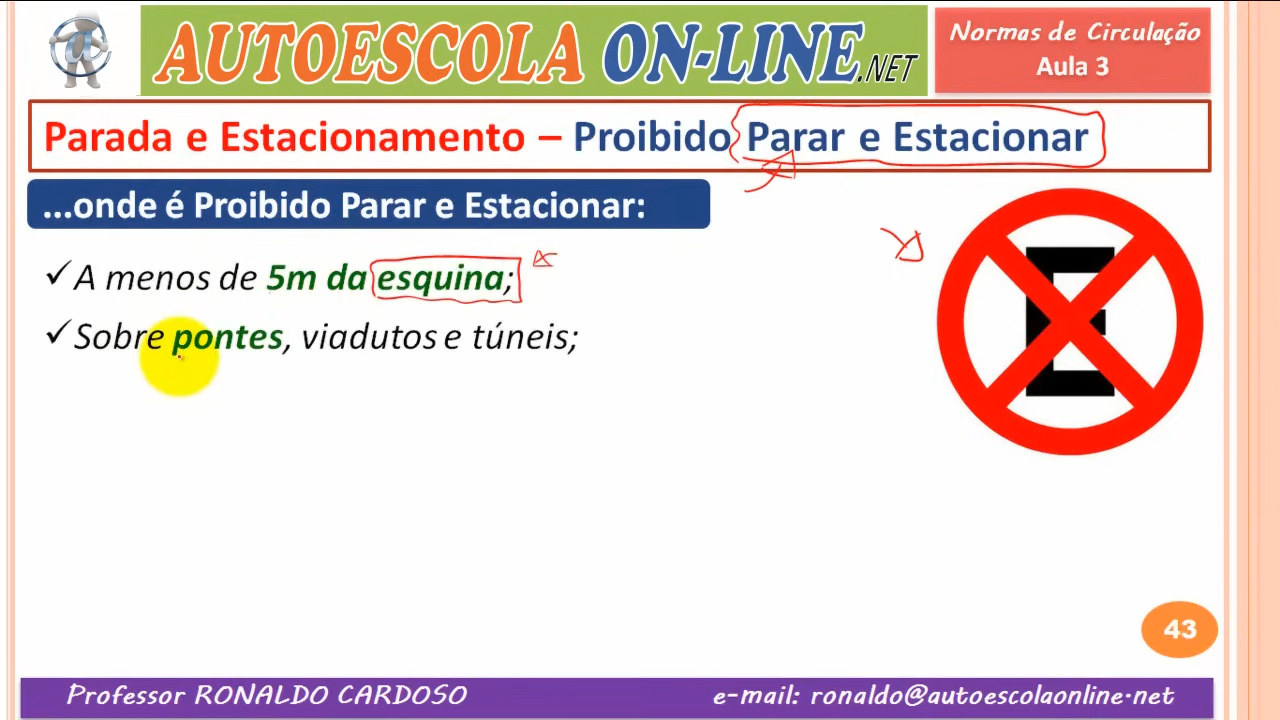 AUTOESCOLA ON-LINE.NET
Normas de Circulação
Aula 3
Parada e Estacionamento – Proibido Parar e Estacionar
...onde é Proibido Parar e Estacionar:
✓A menos de 5m da esquina;
✓Sobre pontes, viadutos e túneis;
E
43
Professor RONALDO CARDOSO
e-mail: ronaldo@autoescolaonline.net